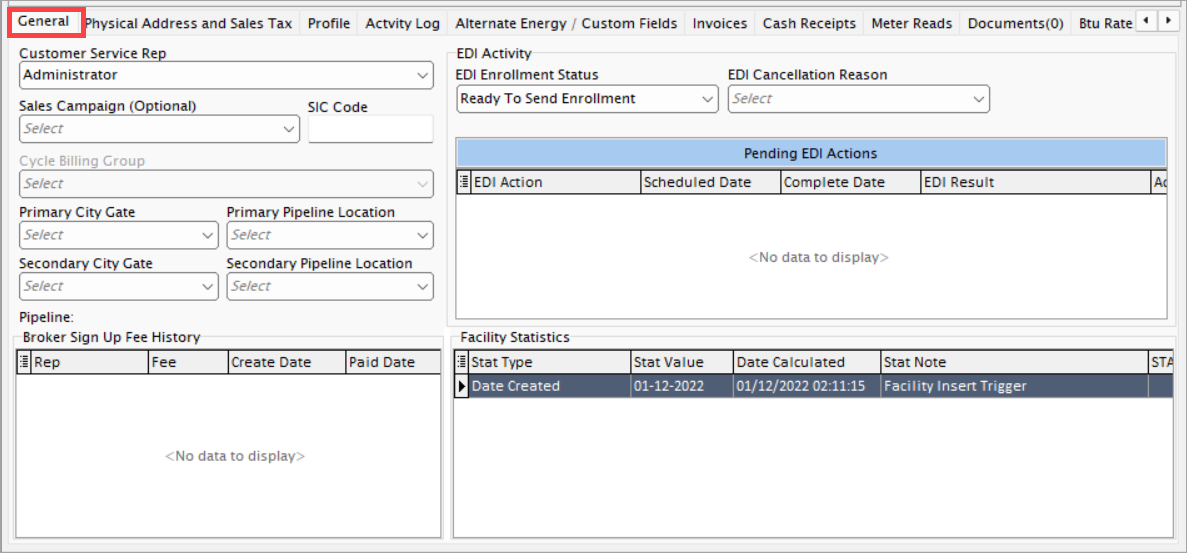 General Physical Address and Sales Tax Profile Actvity Log Alternate Energy / Custom Fields Invoices Cash Receipts Meter Reads Documents(0) Btu Rate
Customer Service Rep
Administrator
Sales Campaign (Optional) SIC Code
Select
Cycle Billing Group
Select
Primary City Gate Primary Pipeline Location
Select Select
Secondary City Gate Secondary Pipeline Location
Select Select
Pipeline:
EDI Activity
EDI Enrollment Status EDI Cancellation Reason
Ready To Send Enrollment Select
Pending EDI Actions
EDI Action Scheduled Date Complete Date EDI Result
<No data to display>
Broker Sign Up Fee History
Rep Fee Create Date Paid Date
<No data to display>
Facility Statistics
Stat Type Stat Value Date Calculated Stat Note STA
Date Created 01-12-2022 01/12/2022 02:11:15 Facility Insert Trigger